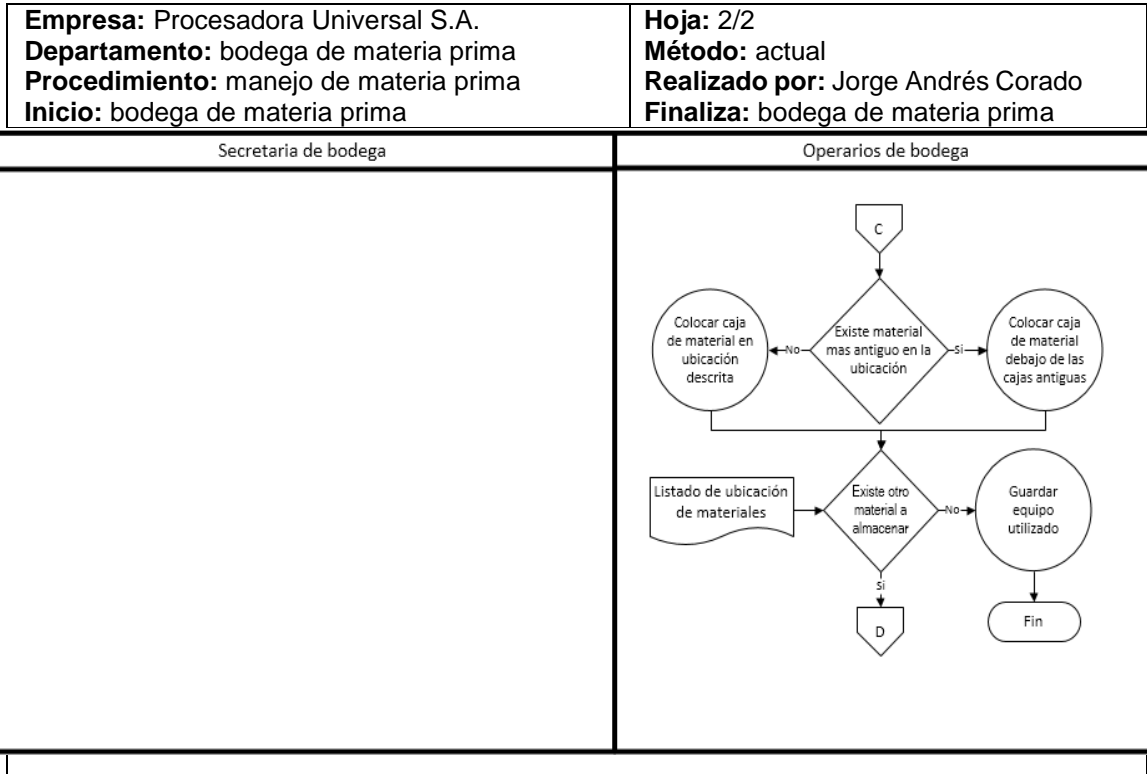 Empresa: Procesadora Universal S.A.
Departamento: bodega de materia prima
Procedimiento: manejo de materia prima
Inicio: bodega de materia prima
Hoja: 2/2
Método: actual
Realizado por: Jorge Andrés Corado
Finaliza: bodega de materia prima
Secretaria de bodega
Operarios de bodega
C
Existe material
mas antiguo en la
ubicación
No
Colocar caja
de material en
ubicación
descrita
Si
Colocar caja
de material
debajo de las
cajas antiguas
Listado de ubicación
de materiales
Existe otro
material a
almacenar
No
Guardar
equipo
utilizado
Si
D
Fin